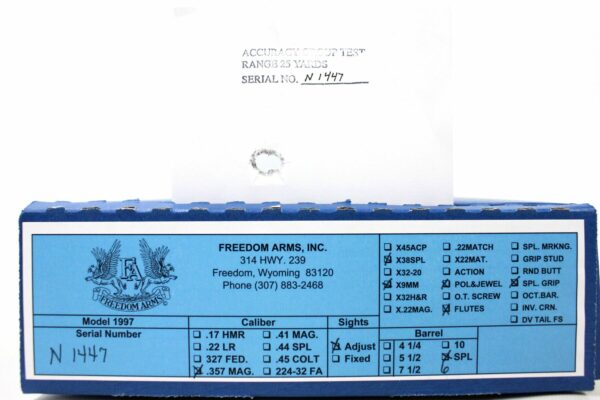 ACCURACY GROUP TEST
RANGE 25 YARDS
SERIAL NO. N 1447
FREEDOM ARMS
FREEDOM ARMS, INC.
314 HWY. 239
Freedom, Wyoming 83120
Phone (307) 883-2468
X45ACP .22MATCH SPL. MRKNG.
X38SPL X22MAT. GRIP STUD
X32-20 ACTION RND BUTT
X9MM POL&JEWEL SPL. GRIP
X32H&R O.T. SCREW OCT.BAR.
X.22MAG. FLUTES INV. CRN.
DV TAIL FS
Model 1997 Caliber Sights Barrel
Serial Number
N 1447
.17 HMR .41 MAG.
.22 LR .44 SPL
327 FED. .45 COLT
.357 MAG. 224-32 FA
Adjust
Fixed
4 1/4 10
5 1/2 SPL
7 1/2 6